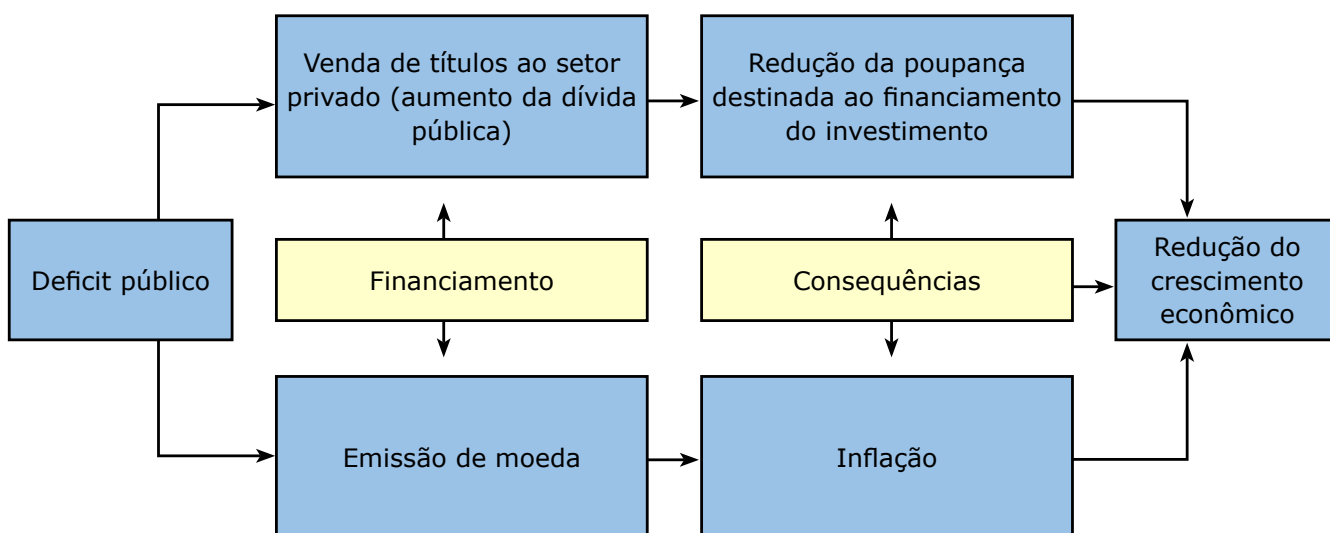 Venda de títulos ao setor
privado (aumento da dívida
pública)
Redução da poupança
destinada ao financiamento
do investimento
Deficit público
Financiamento
Consequências
Redução do
crescimento
econômico
Emissão de moeda
Inflação